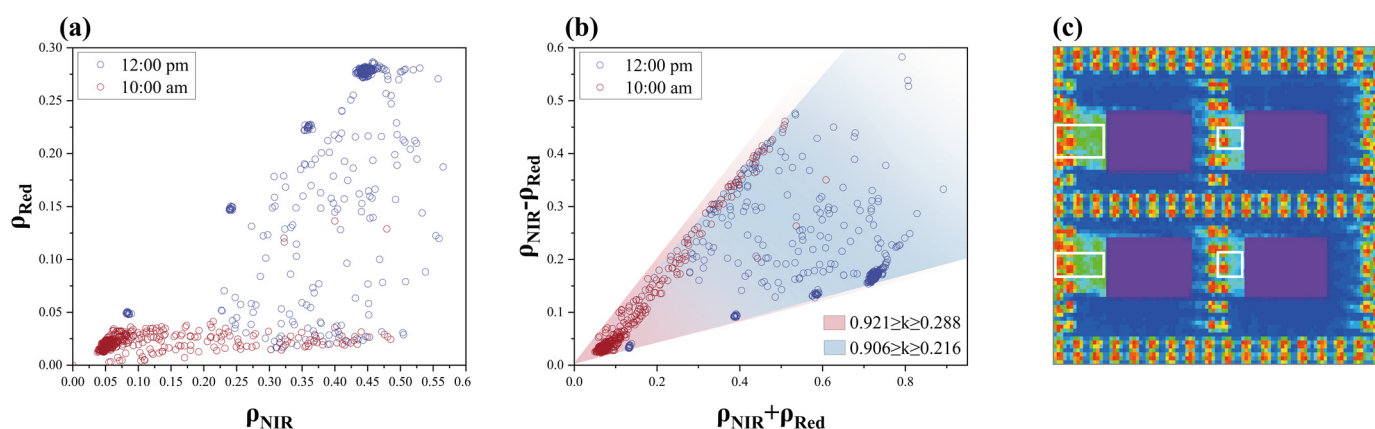 (a)
(b)
(c)
0.30
0.25
0.20
0.15
0.10
0.05
0.00
ρRed
12:00 pm
10:00 am
0.00
0.05
0.10
0.15
0.20
0.25
0.30
0.35
0.40
0.45
0.50
0.55
0.6
ρNIR
-0.6
0.5
0.4
0.3
0.2
0.1
0.0
ρNIR-ρRed
12:00 pm
10:00 am
0.921≥k≥0.288
0.906≥k≥0.216
0.0
0.2
0.4
0.6
0.8
ρNIR+ρRed